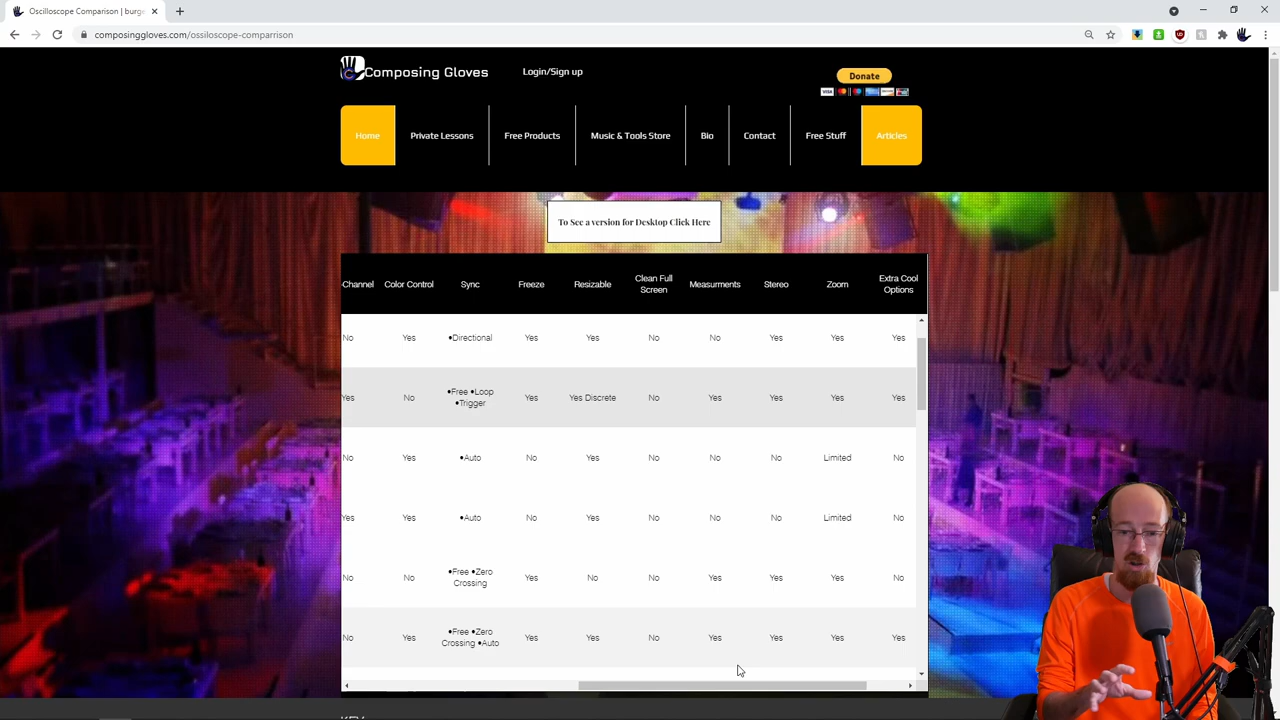 Oscilloscope Comparison | burge
composinggloves.com/ossiloscope-comparrison
Composing Gloves
Login/Sign up
Donate
VISA
Home
Private Lessons
Free Products
Music & Tools Store
Bio
Contact
Free Stuff
Articles
To See a version for Desktop Click Here
-Channel Color Control Sync Freeze Resizable Clean Full Screen Measurments Stereo Zoom Extra Cool Options
No Yes •Directional Yes Yes No No Yes Yes Yes
Yes No •Free •Loop •Trigger Yes Yes Discrete No Yes Yes Yes Yes
No Yes •Auto No Yes No No No Limited No
Yes Yes •Auto No Yes No No No Limited No
No No •Free •Zero Crossing Yes No No Yes Yes Yes No
No Yes •Free •Zero Crossing •Auto Yes Yes No Yes Yes Yes Yes